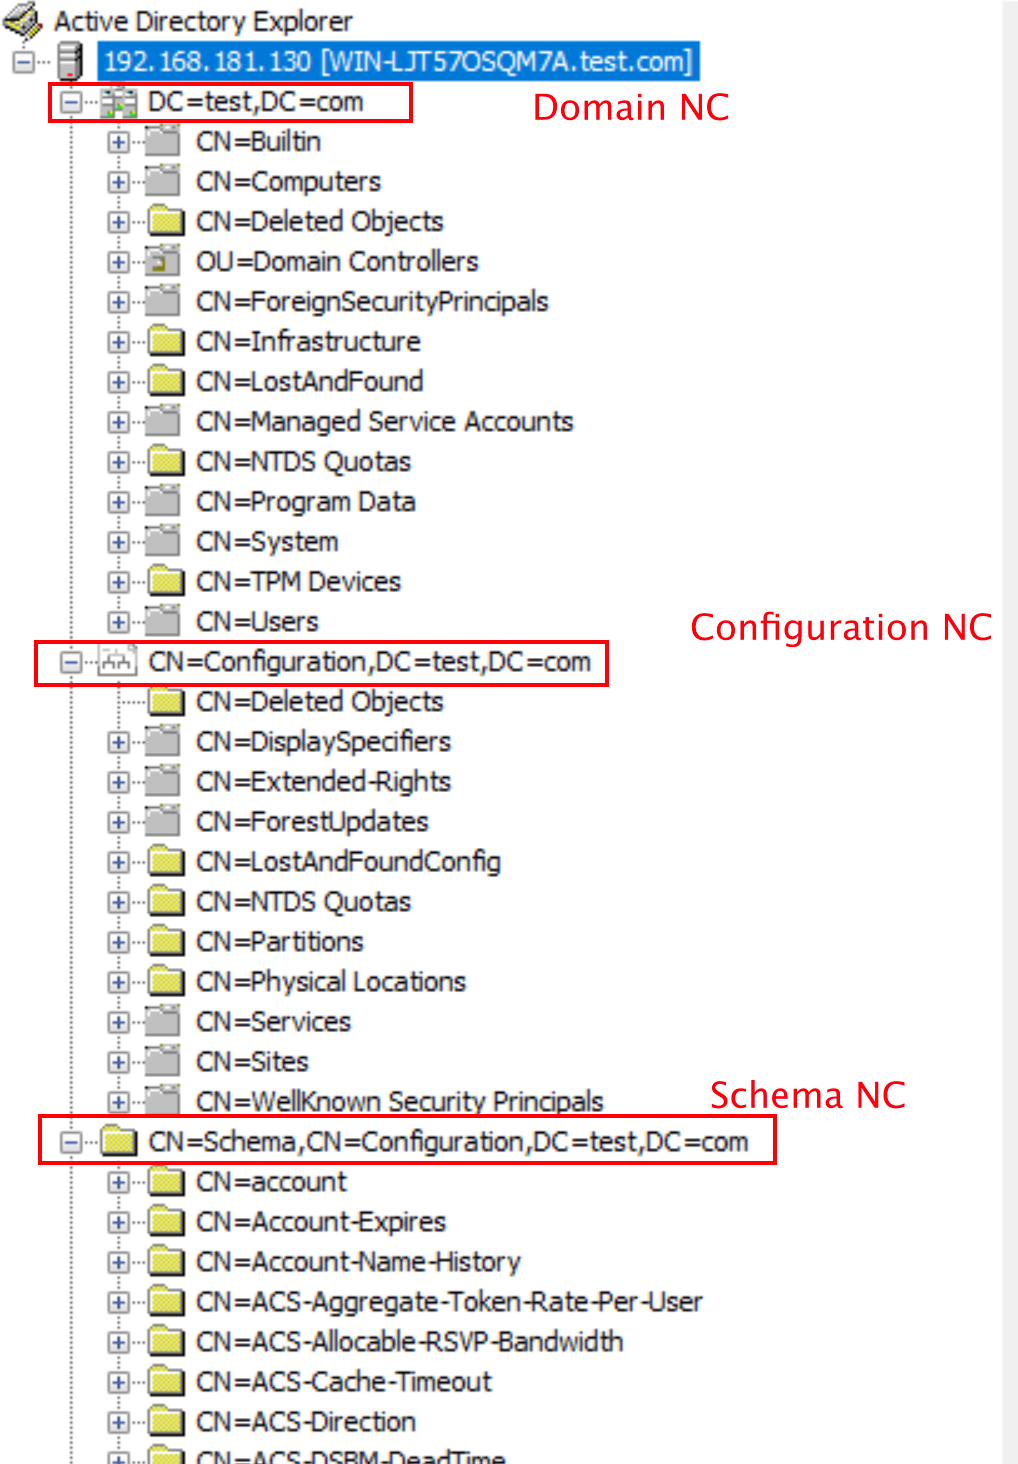 Active Directory Explorer
192.168.181.130 [WIN-LJT57OSQM7A.test.com]
DC=test,DC=com
Domain NC
CN=Builtin
CN=Computers
CN=Deleted Objects
OU=Domain Controllers
CN=ForeignSecurityPrincipals
CN=Infrastructure
CN=LostAndFound
CN=Managed Service Accounts
CN=NTDS Quotas
CN=Program Data
CN=System
CN=TPM Devices
CN=Users
Configuration NC
CN=Configuration,DC=test,DC=com
CN=Deleted Objects
CN=DisplaySpecifiers
CN=Extended-Rights
CN=ForestUpdates
CN=LostAndFoundConfig
CN=NTDS Quotas
CN=Partitions
CN=Physical Locations
CN=Services
CN=Sites
CN=WellKnown Security Principals
Schema NC
CN=Schema,CN=Configuration,DC=test,DC=com
CN=account
CN=Account-Expires
CN=Account-Name-History
CN=ACS-Aggregate-Token-Rate-Per-User
CN=ACS-Allocable-RSVP-Bandwidth
CN=ACS-Cache-Timeout
CN=ACS-Direction
CN=ACS-DSBM-DeadTime